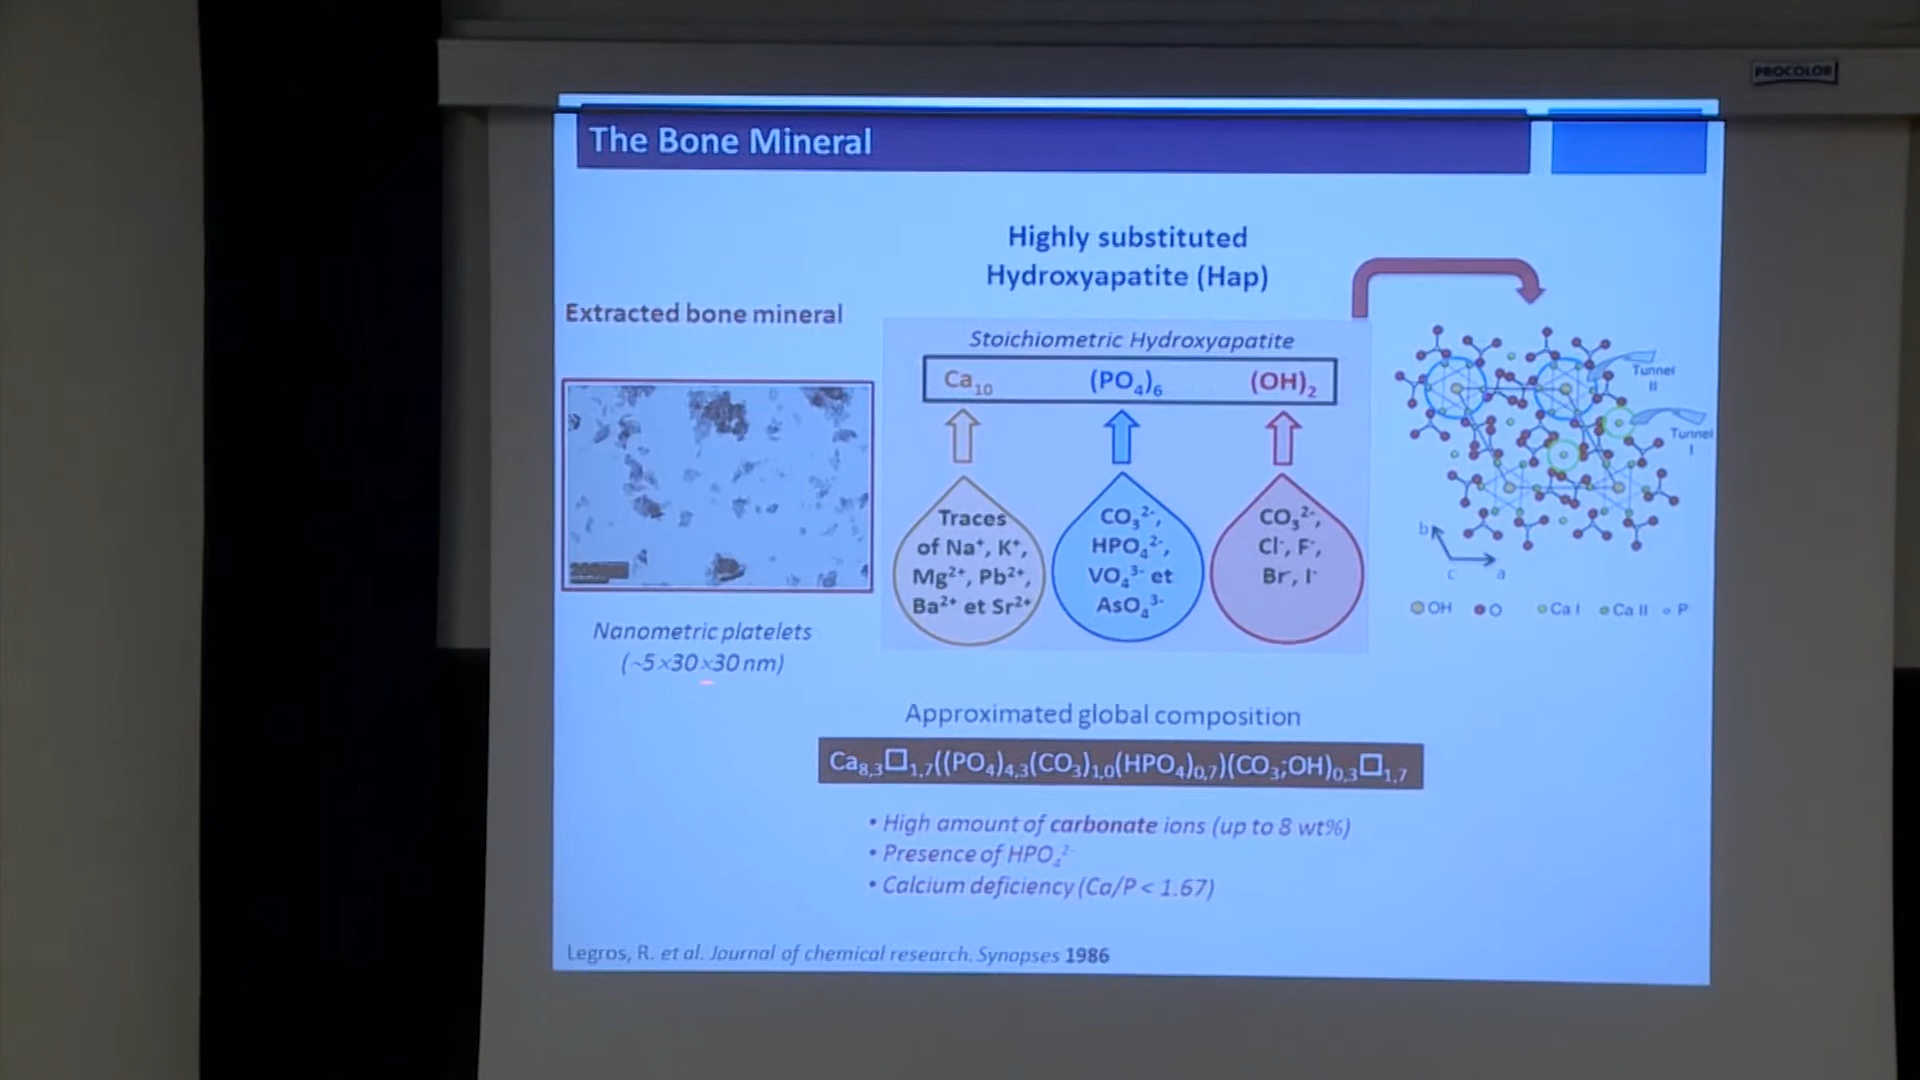 PROCOLOR
The Bone Mineral
Highly substituted
Hydroxyapatite (Hap)
Extracted bone mineral
Stoichiometric Hydroxyapatite
Ca₁₀ (PO₄)₆ (OH)₂
Traces
of Na⁺, K⁺,
Mg²⁺, Pb²⁺,
Ba²⁺ et Sr²⁺
CO₃²⁻,
HPO₄²⁻,
VO₄³⁻ et
AsO₄³⁻
CO₃²⁻,
Cl⁻, F⁻,
Br⁻, I⁻
Tunnel
II
Tunnel
I
b
c a
OH O Ca I Ca II P
Nanometric platelets
(~5×30×30 nm)
Approximated global composition
Ca₈,₃□₁,₇((PO₄)₄,₃(CO₃)₁,₀(HPO₄)₀,₇)(CO₃;OH)₀,₃□₁,₇
• High amount of carbonate ions (up to 8 wt%)
• Presence of HPO₄²⁻
• Calcium deficiency (Ca/P < 1.67)
Legros, R. et al. Journal of chemical research. Synopses 1986